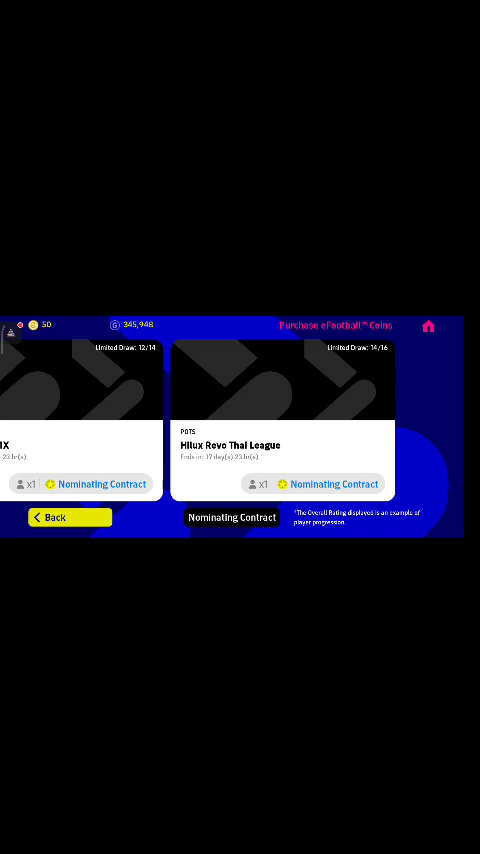 50
345,948
Purchase eFootball™ Coins
Limited Draw: 12/14
Limited Draw: 14/16
POTS
Hilux Revo Thai League
Ends in: 17 day(s) 23 hr(s)
1X
23 hr(s)
x1 Nominating Contract
x1 Nominating Contract
Back
Nominating Contract
*The Overall Rating displayed is an example of
player progression.